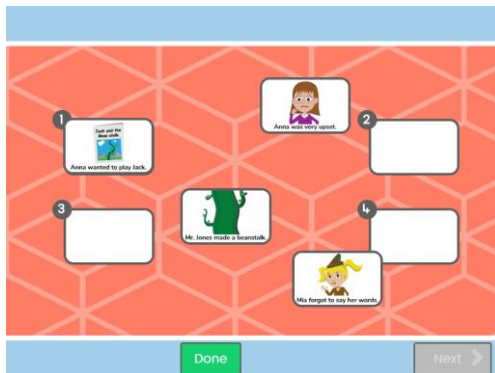 Anna was very upset.
1
2
Jack and the
Bean stalk
Anna wanted to play Jack.
3
4
Mr. Jones made a beanstalk.
Mia forgot to say her words.
Done
Next